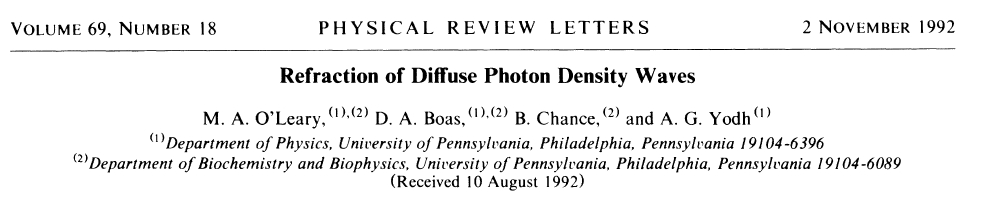 VOLUME 69, NUMBER 18 PHYSICAL REVIEW LETTERS 2 NOVEMBER 1992
Refraction of Diffuse Photon Density Waves
M. A. O'Leary, (1),(2) D. A. Boas, (1),(2) B. Chance, (2) and A. G. Yodh (1)
(1) Department of Physics, University of Pennsylvania, Philadelphia, Pennsylvania 19104-6396
(2) Department of Biochemistry and Biophysics, University of Pennsylvania, Philadelphia, Pennsylvania 19104-6089
(Received 10 August 1992)